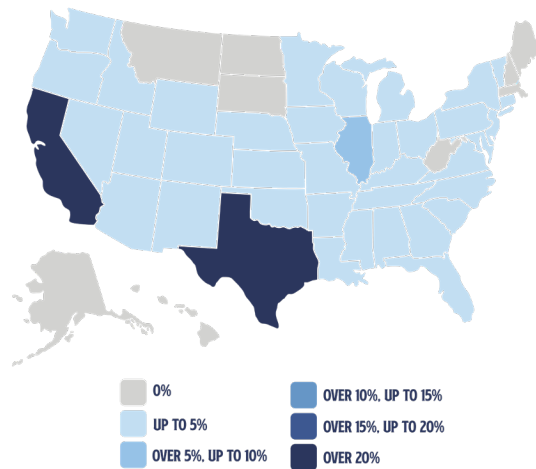 0%
UP TO 5%
OVER 5%, UP TO 10%
OVER 10%, UP TO 15%
OVER 15%, UP TO 20%
OVER 20%